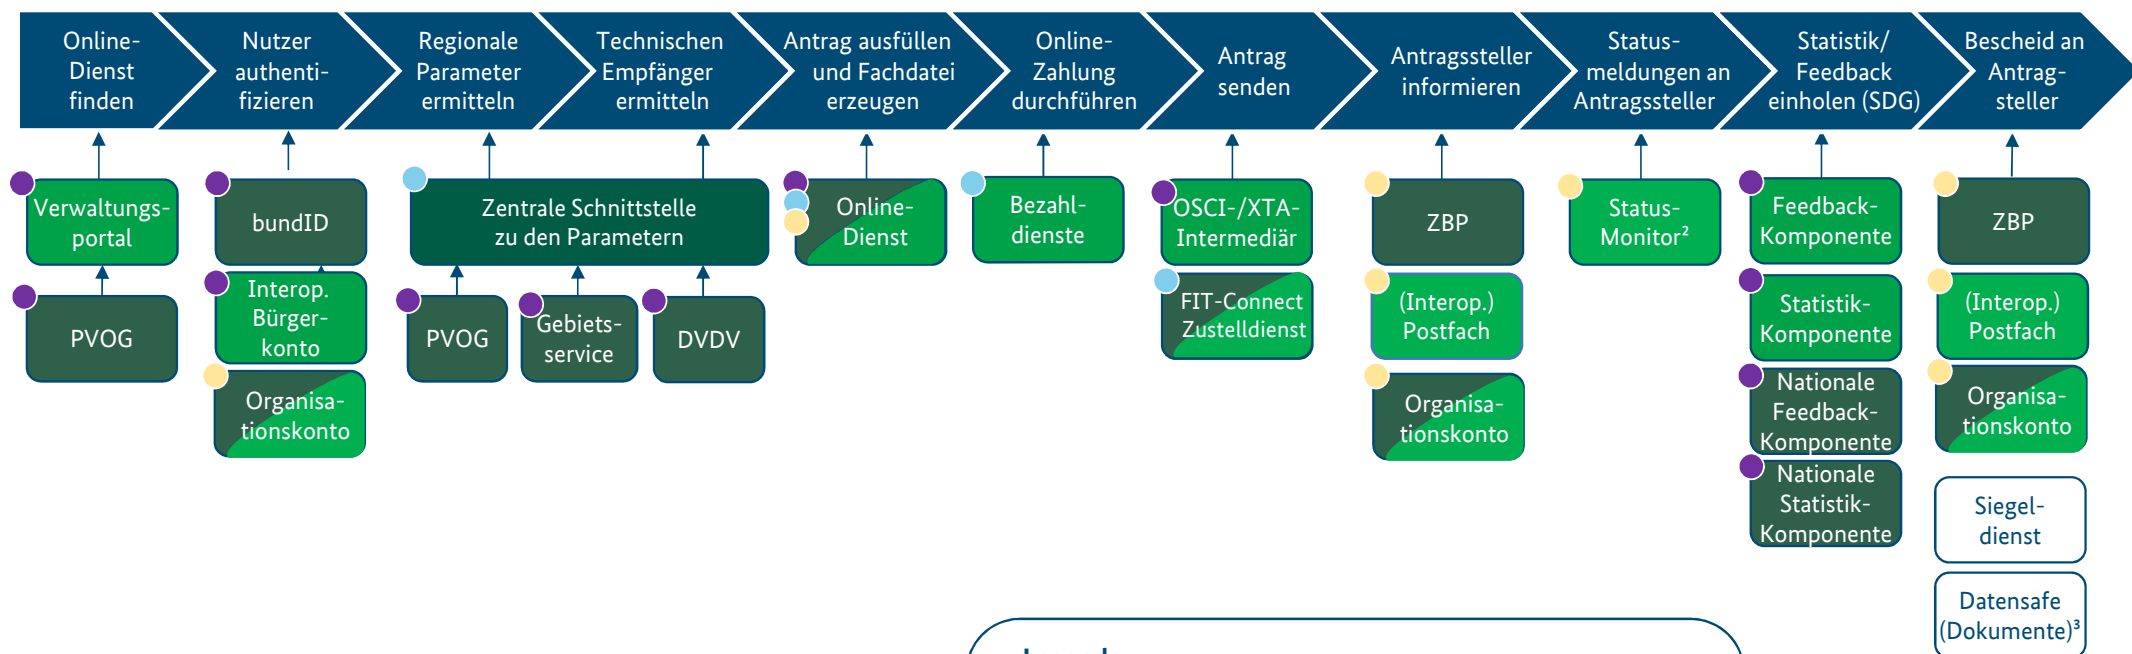 Online-
Dienst
finden
Nutzer
authenti-
fizieren
Regionale
Parameter
ermitteln
Technischen
Empfänger
ermitteln
Antrag ausfüllen
und Fachdatei
erzeugen
Online-
Zahlung
durchführen
Antrag
senden
Antragssteller
informieren
Status-
meldungen an
Antragssteller
Statistik/
Feedback
einholen (SDG)
Bescheid an
Antrag-
steller
Verwaltungs-
portal
PVOG
bundID
Interop.
Bürger-
konto
Organisa-
tionskonto
Zentrale Schnittstelle
zu den Parametern
PVOG
Gebiets-
service
DVDV
Online-
Dienst
Bezahl-
dienste
OSCI-/XTA-
Intermediär
FIT-Connect
Zustelldienst
ZBP
(Interop.)
Postfach
Organisa-
tionskonto
Status-
Monitor²
Feedback-
Komponente
Statistik-
Komponente
Nationale
Feedback-
Komponente
Nationale
Statistik-
Komponente
ZBP
(Interop.)
Postfach
Organisa-
tionskonto
Siegel-
dienst
Datensafe
(Dokumente)³